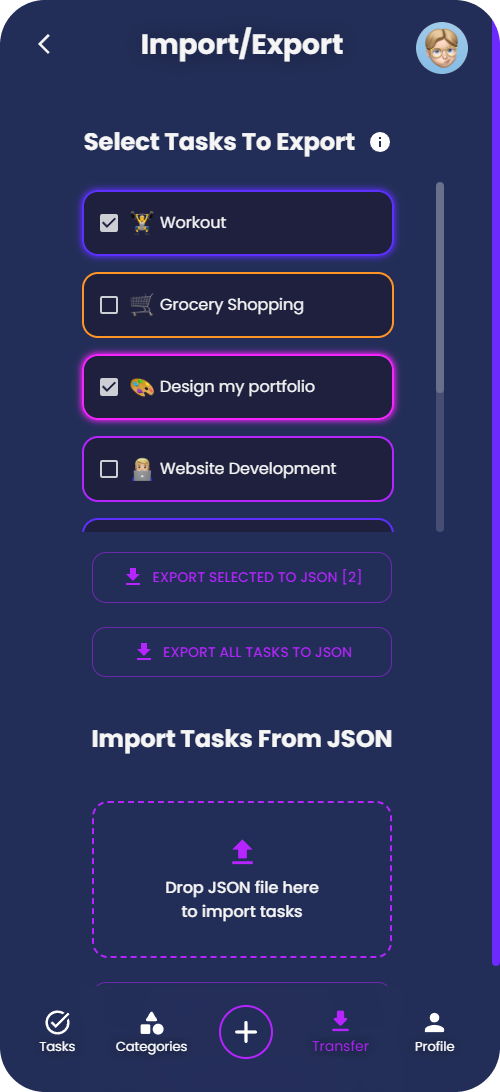 Import/Export
Select Tasks To Export
Workout
Grocery Shopping
Design my portfolio
Website Development
EXPORT SELECTED TO JSON [2]
EXPORT ALL TASKS TO JSON
Import Tasks From JSON
Drop JSON file here
to import tasks
Tasks
Categories
Transfer
Profile